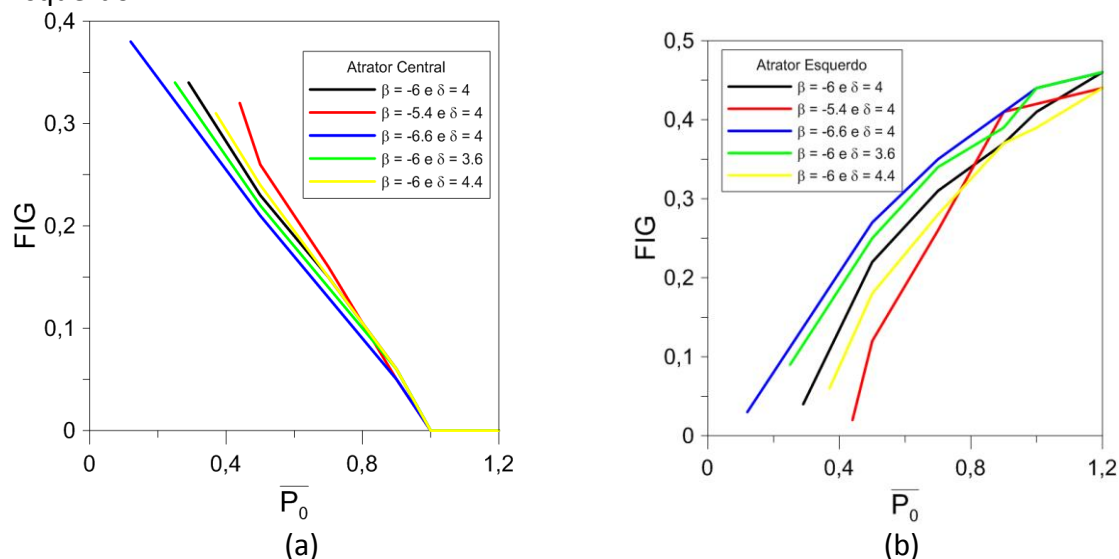 0,4
0,3
0,2
0,1
0
FIG
Atrator Central
β = -6 e δ = 4
β = -5.4 e δ = 4
β = -6.6 e δ = 4
β = -6 e δ = 3.6
β = -6 e δ = 4.4
0 0,4 0,8 1,2
P̅₀
(a)
0,5
0,4
0,3
0,2
0,1
0
FIG
Atrator Esquerdo
β = -6 e δ = 4
β = -5.4 e δ = 4
β = -6.6 e δ = 4
β = -6 e δ = 3.6
β = -6 e δ = 4.4
0 0,4 0,8 1,2
P̅₀
(b)